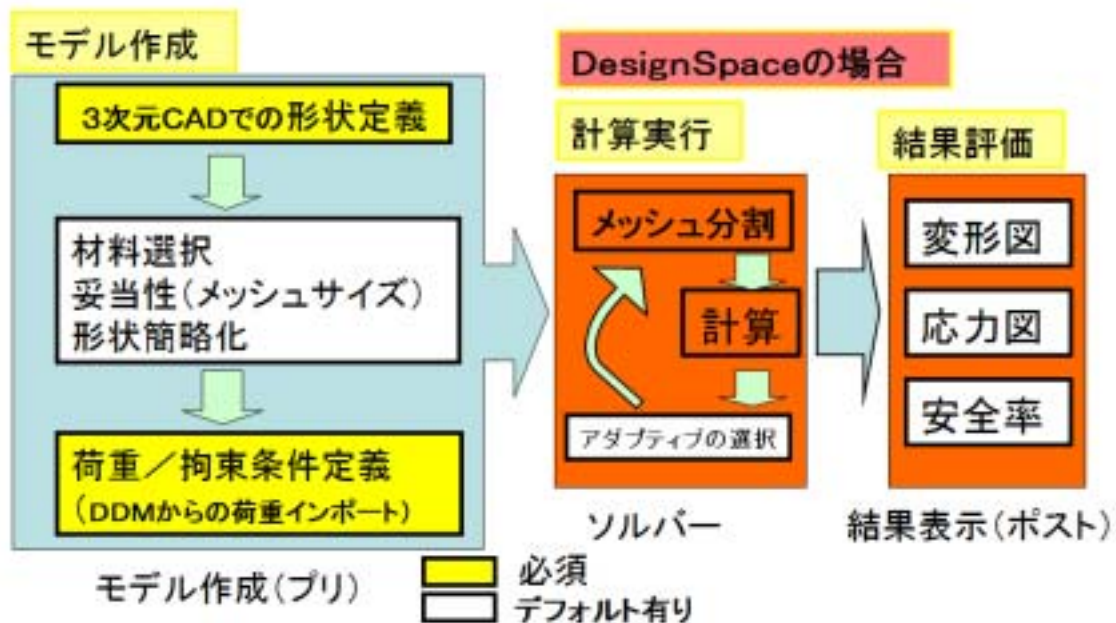 モデル作成
3次元CADでの形状定義
材料選択
妥当性(メッシュサイズ)
形状簡略化
荷重／拘束条件定義
(DDMからの荷重インポート)
モデル作成(プリ)
DesignSpaceの場合
計算実行
メッシュ分割
計算
アダプティブの選択
ソルバー
結果評価
変形図
応力図
安全率
結果表示(ポスト)
必須
デフォルト有り